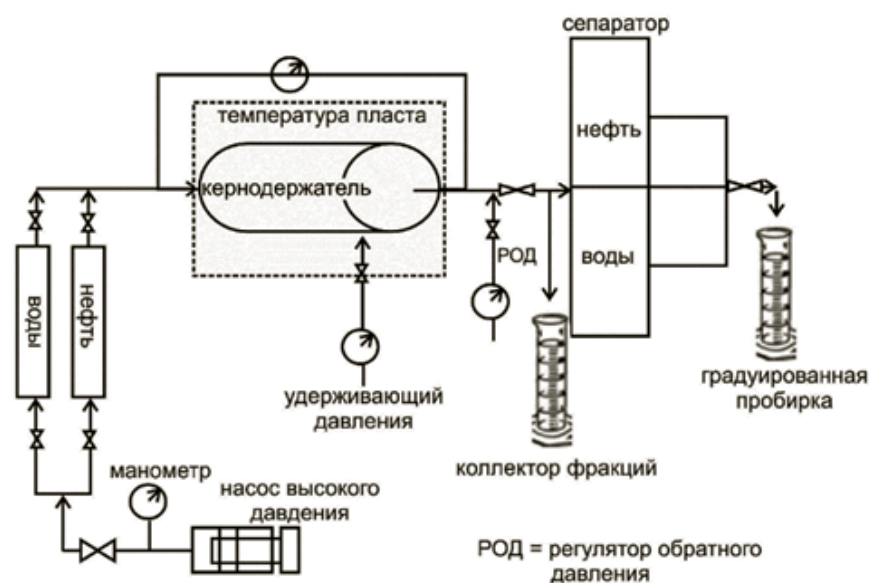 сепаратор
температура пласта
нефть
кернодержатель
РОД
воды
воды
нефть
удерживающий
давления
градуированная
пробирка
коллектор фракций
манометр
насос высокого
давдения
РОД = регулятор обратного
давления